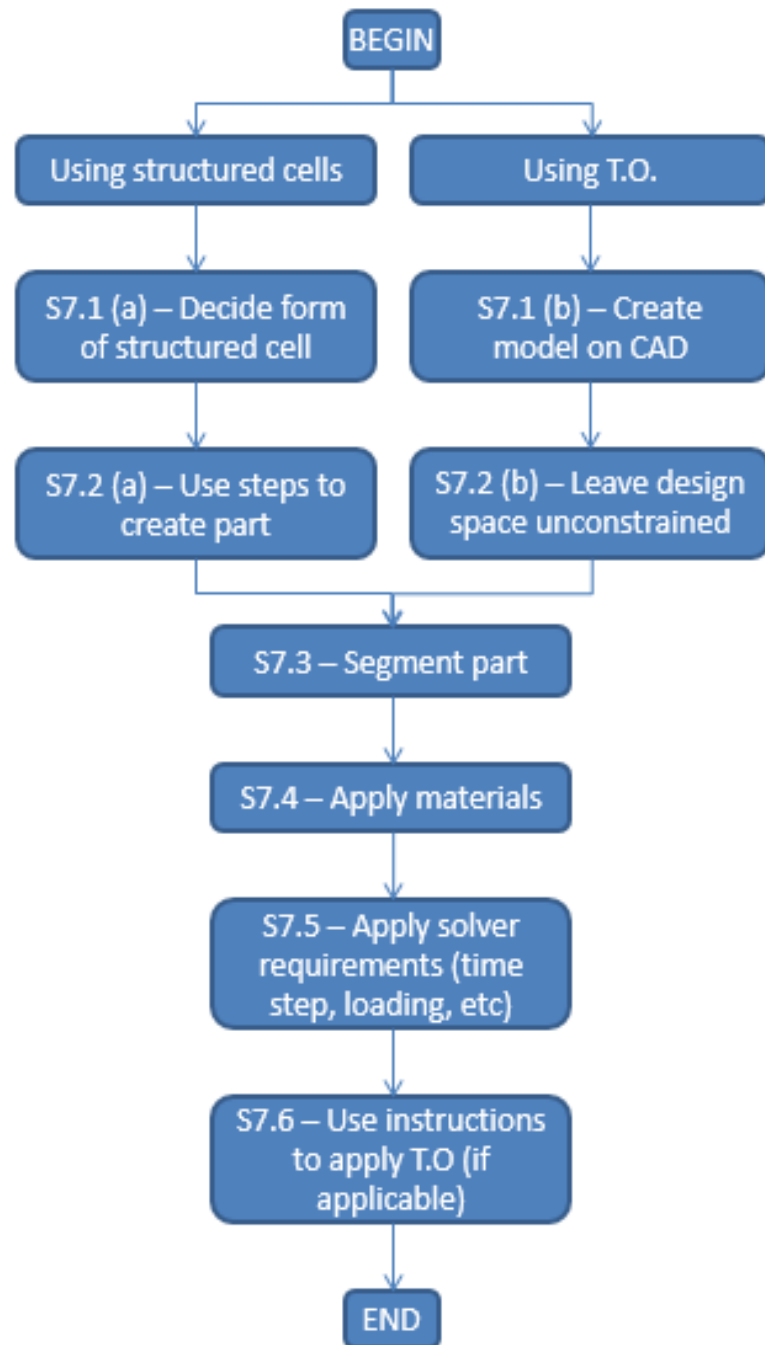 BEGIN
Using structured cells
Using T.O.
S7.1 (a) – Decide form
of structured cell
S7.1 (b) – Create
model on CAD
S7.2 (a) – Use steps to
create part
S7.2 (b) – Leave design
space unconstrained
S7.3 – Segment part
S7.4 – Apply materials
S7.5 – Apply solver
requirements (time
step, loading, etc)
S7.6 – Use instructions
to apply T.O (if
applicable)
END